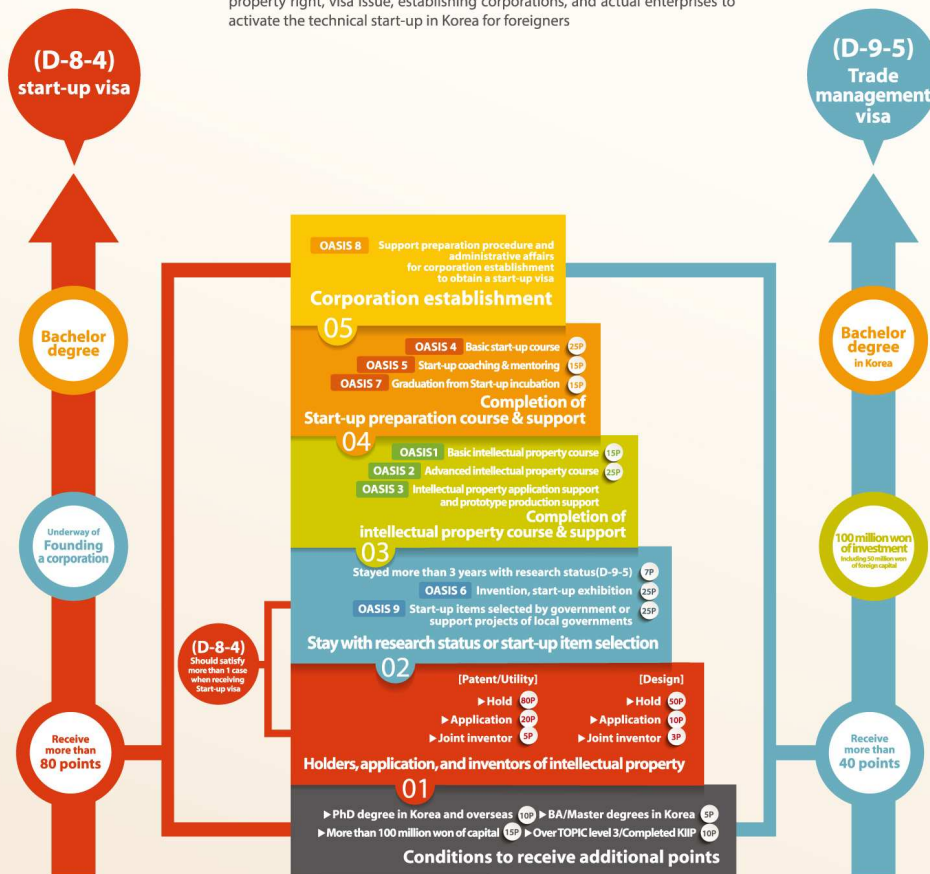 property right, visa issue, establishing corporations, and actual enterprises to
activate the technical start-up in Korea for foreigners
(D-8-4)
start-up visa
(D-9-5)
Trade
management
visa
OASIS 8 Support preparation procedure and
administrative affairs
for corporation establishment
to obtain a start-up visa
Corporation establishment
05
OASIS 4 Basic start-up course 25P
OASIS 5 Start-up coaching & mentoring 15P
OASIS 7 Graduation from Start-up incubation 15P
Completion of
Start-up preparation course & support
04
OASIS1 Basic intellectual property course 15P
OASIS 2 Advanced intellectual property course 25P
OASIS 3 Intellectual property application support
and prototype production support
Completion of
intellectual property course & support
03
Stayed more than 3 years with research status(D-9-5) 7P
OASIS 6 Invention, start-up exhibition 25P
OASIS 9 Start-up items selected by government or
support projects of local governments
25P
Stay with research status or start-up item selection
02
[Patent/Utility] [Design]
▶Hold 80P ▶Hold 50P
▶Application 20P ▶Application 10P
▶Joint inventor 5P ▶Joint inventor 3P
Holders, application, and inventors of intellectual property
01
▶PhD degree in Korea and overseas 10P ▶BA/Master degrees in Korea 5P
▶More than 100 million won of capital 15P ▶Over TOPIC level 3/Completed KIIP 10P
Conditions to receive additional points
Bachelor
degree
Underway of
Founding
a corporation
(D-8-4)
Should satisfy
more than 1 case
when receiving
Start-up visa
Receive
more than
80 points
Bachelor
degree
in Korea
100 million won
of investment
Including 50 million won
of foreign capital
Receive
more than
40 points